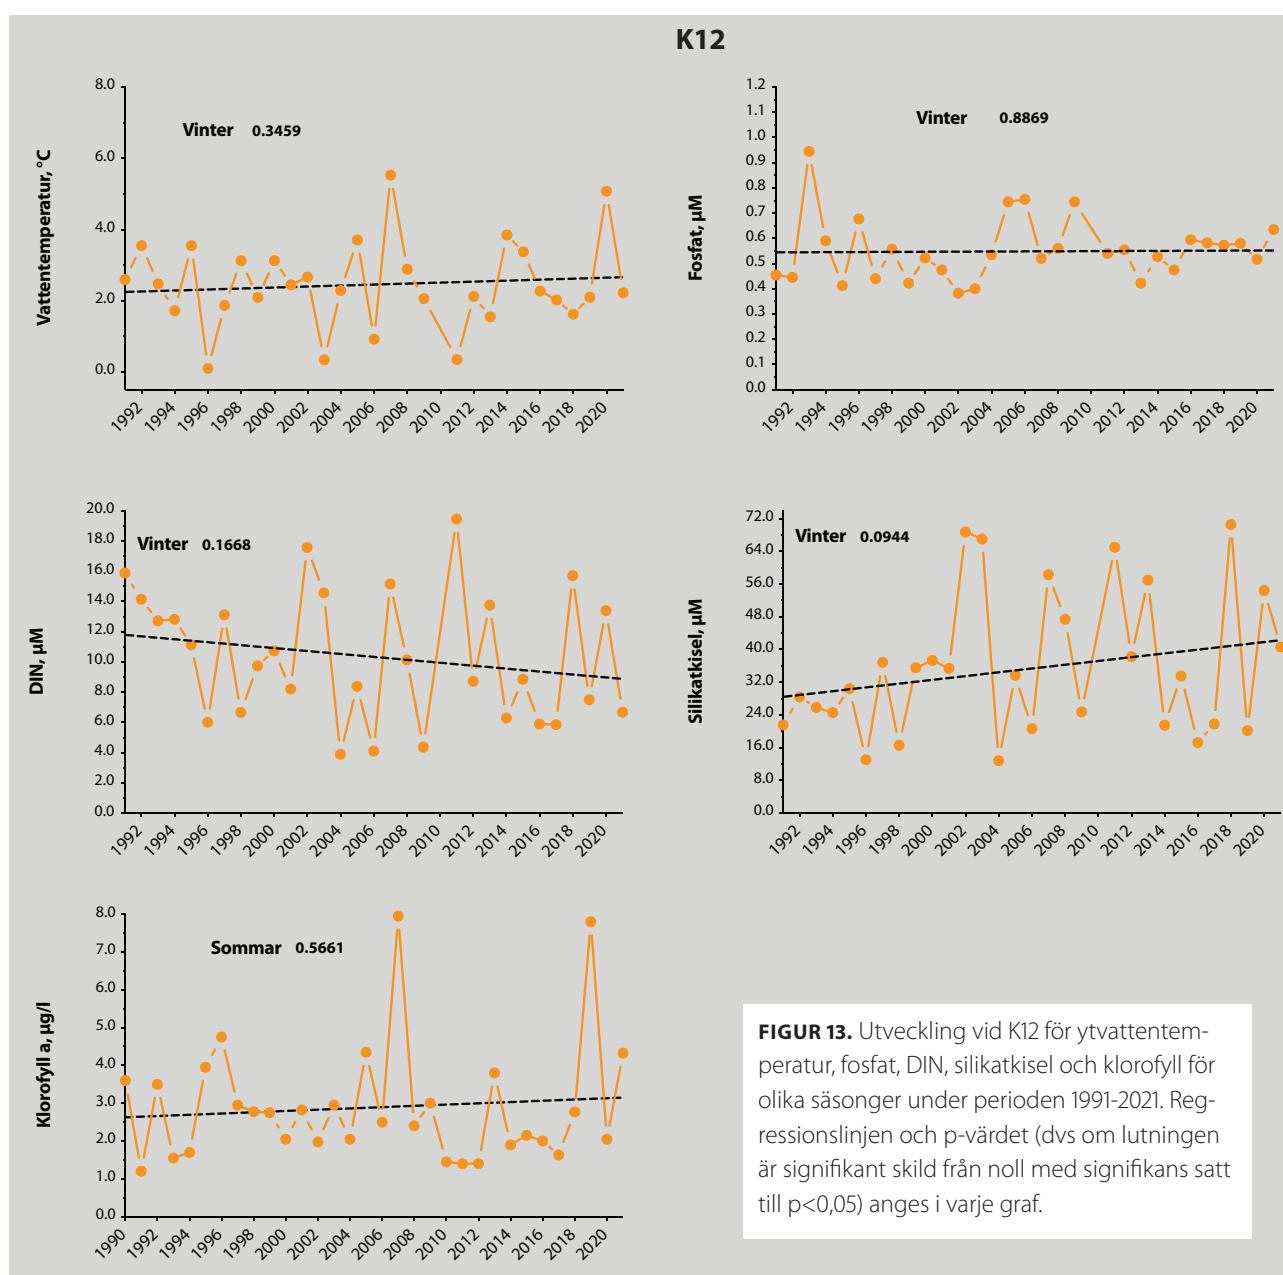 K12
Vattentemperatur, °C
8.0
6.0
4.0
2.0
0.0
Vinter 0.3459
1992 1994 1996 1998 2000 2002 2004 2006 2008 2010 2012 2014 2016 2018 2020
Fosfat, µM
1.2
1.1
1.0
0.9
0.8
0.7
0.6
0.5
0.4
0.3
0.2
0.1
0.0
Vinter 0.8869
1992 1994 1996 1998 2000 2002 2004 2006 2008 2010 2012 2014 2016 2018 2020
DIN, µM
20.0
18.0
16.0
14.0
12.0
10.0
8.0
6.0
4.0
2.0
0.0
Vinter 0.1668
1992 1994 1996 1998 2000 2002 2004 2006 2008 2010 2012 2014 2016 2018 2020
Silikatkisel, µM
72.0
64.0
56.0
48.0
40.0
32.0
24.0
16.0
8.0
0.0
Vinter 0.0944
1992 1994 1996 1998 2000 2002 2004 2006 2008 2010 2012 2014 2016 2018 2020
Klorofyll a, µg/l
8.0
7.0
6.0
5.0
4.0
3.0
2.0
1.0
0.0
Sommar 0.5661
1990 1992 1994 1996 1998 2000 2002 2004 2006 2008 2010 2012 2014 2016 2018 2020
FIGUR 13. Utveckling vid K12 för ytvattentem-
peratur, fosfat, DIN, silikatkisel och klorofyll för
olika säsonger under perioden 1991-2021. Reg-
ressionslinjen och p-värdet (dvs om lutningen
är signifikant skild från noll med signifikans satt
till p<0,05) anges i varje graf.